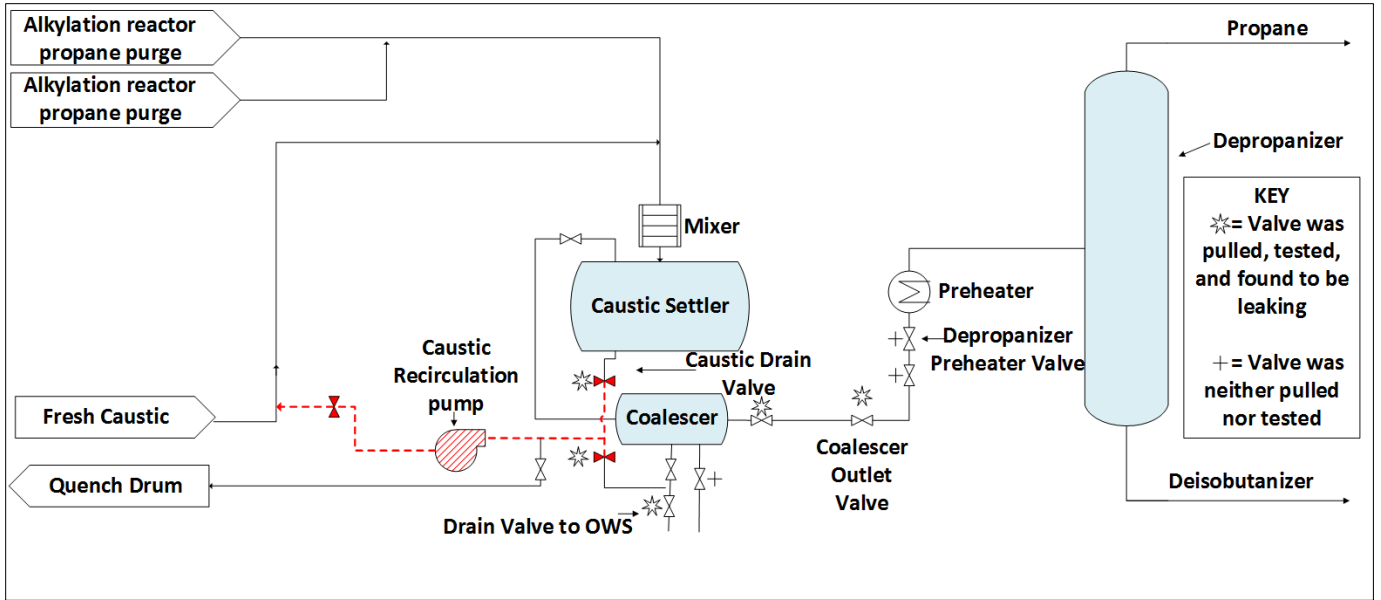 Alkylation reactor
propane purge
Alkylation reactor
propane purge
Propane
Depropanizer
KEY
= Valve was
pulled, tested,
and found to be
leaking
+= Valve was
neither pulled
nor tested
Mixer
Caustic Settler
Preheater
Depropanizer
Preheater Valve
Caustic
Recirculation
pump
Caustic Drain
Valve
Fresh Caustic
Coalescer
Coalescer
Outlet
Valve
Quench Drum
Deisobutanizer
Drain Valve to OWS